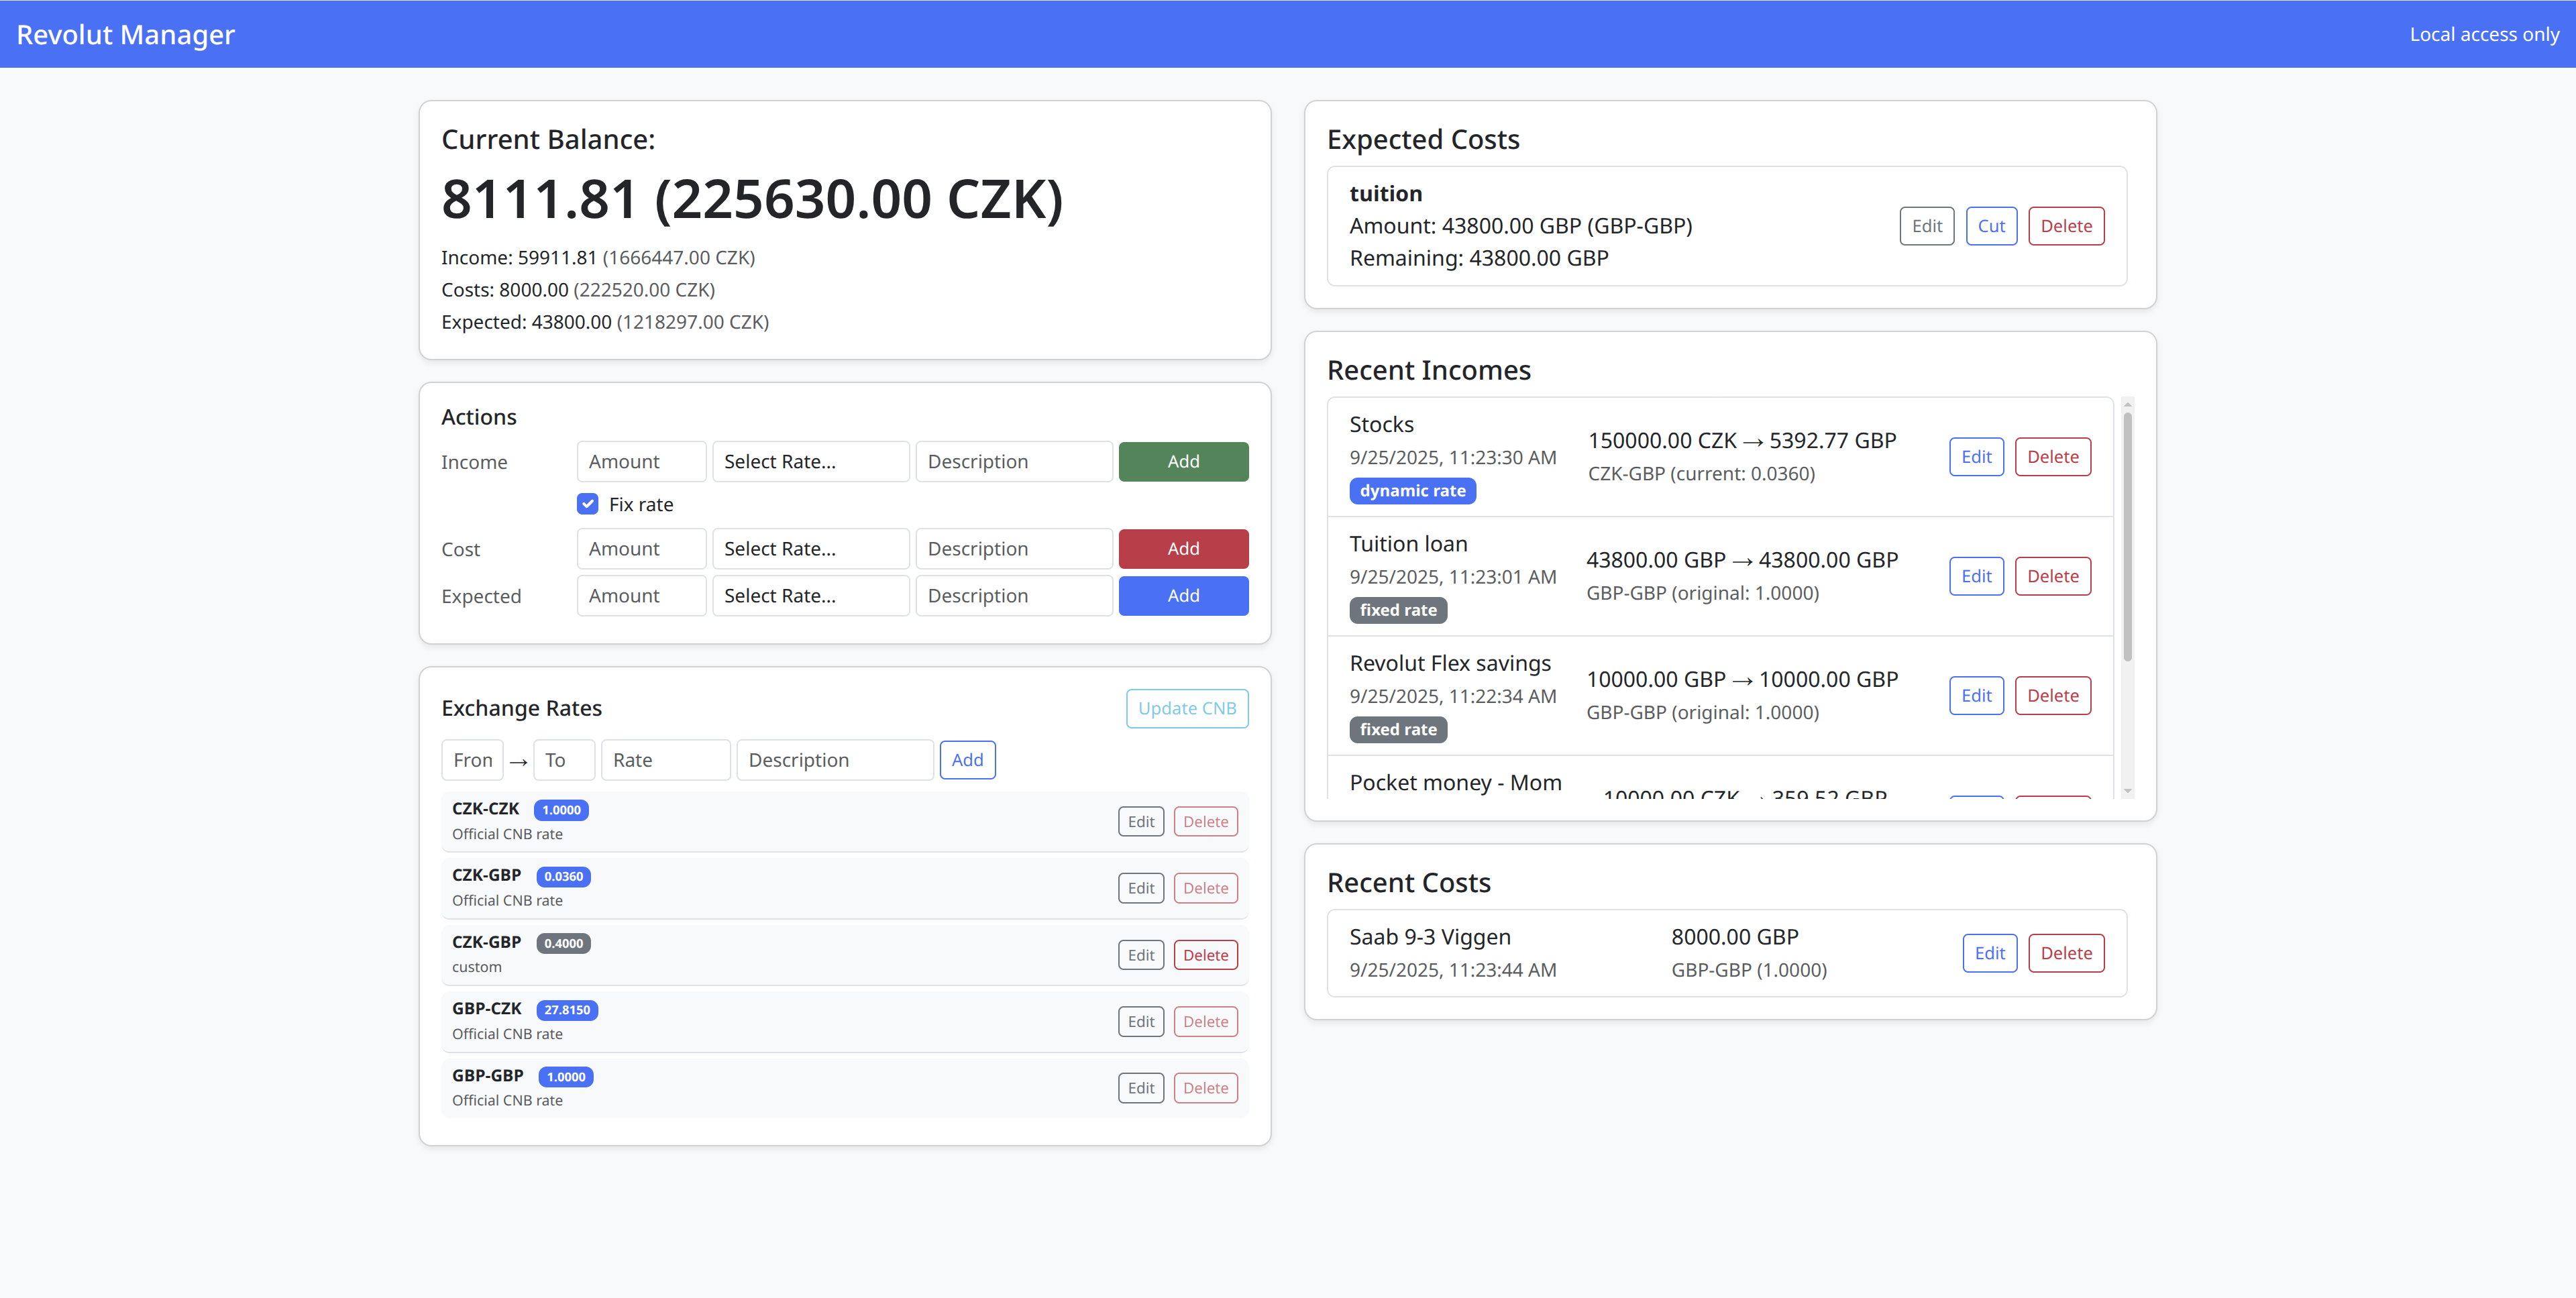 Revolut Manager
Local access only
Current Balance:
8111.81 (225630.00 CZK)
Income: 59911.81 (1666447.00 CZK)
Costs: 8000.00 (222520.00 CZK)
Expected: 43800.00 (1218297.00 CZK)
Actions
Income Amount Select Rate... Description Add
Fix rate
Cost Amount Select Rate... Description Add
Expected Amount Select Rate... Description Add
Exchange Rates Update CNB
Fron → To Rate Description Add
CZK-CZK 1.0000
Official CNB rate
Edit Delete
CZK-GBP 0.0360
Official CNB rate
Edit Delete
CZK-GBP 0.4000
custom
Edit Delete
GBP-CZK 27.8150
Official CNB rate
Edit Delete
GBP-GBP 1.0000
Official CNB rate
Edit Delete
Expected Costs
tuition
Amount: 43800.00 GBP (GBP-GBP)
Remaining: 43800.00 GBP
Edit Cut Delete
Recent Incomes
Stocks
9/25/2025, 11:23:30 AM
dynamic rate
150000.00 CZK → 5392.77 GBP
CZK-GBP (current: 0.0360)
Edit Delete
Tuition loan
9/25/2025, 11:23:01 AM
fixed rate
43800.00 GBP → 43800.00 GBP
GBP-GBP (original: 1.0000)
Edit Delete
Revolut Flex savings
9/25/2025, 11:22:34 AM
fixed rate
10000.00 GBP → 10000.00 GBP
GBP-GBP (original: 1.0000)
Edit Delete
Pocket money - Mom
10000.00 CZK → 359.52 GBP
Recent Costs
Saab 9-3 Viggen
9/25/2025, 11:23:44 AM
8000.00 GBP
GBP-GBP (1.0000)
Edit Delete